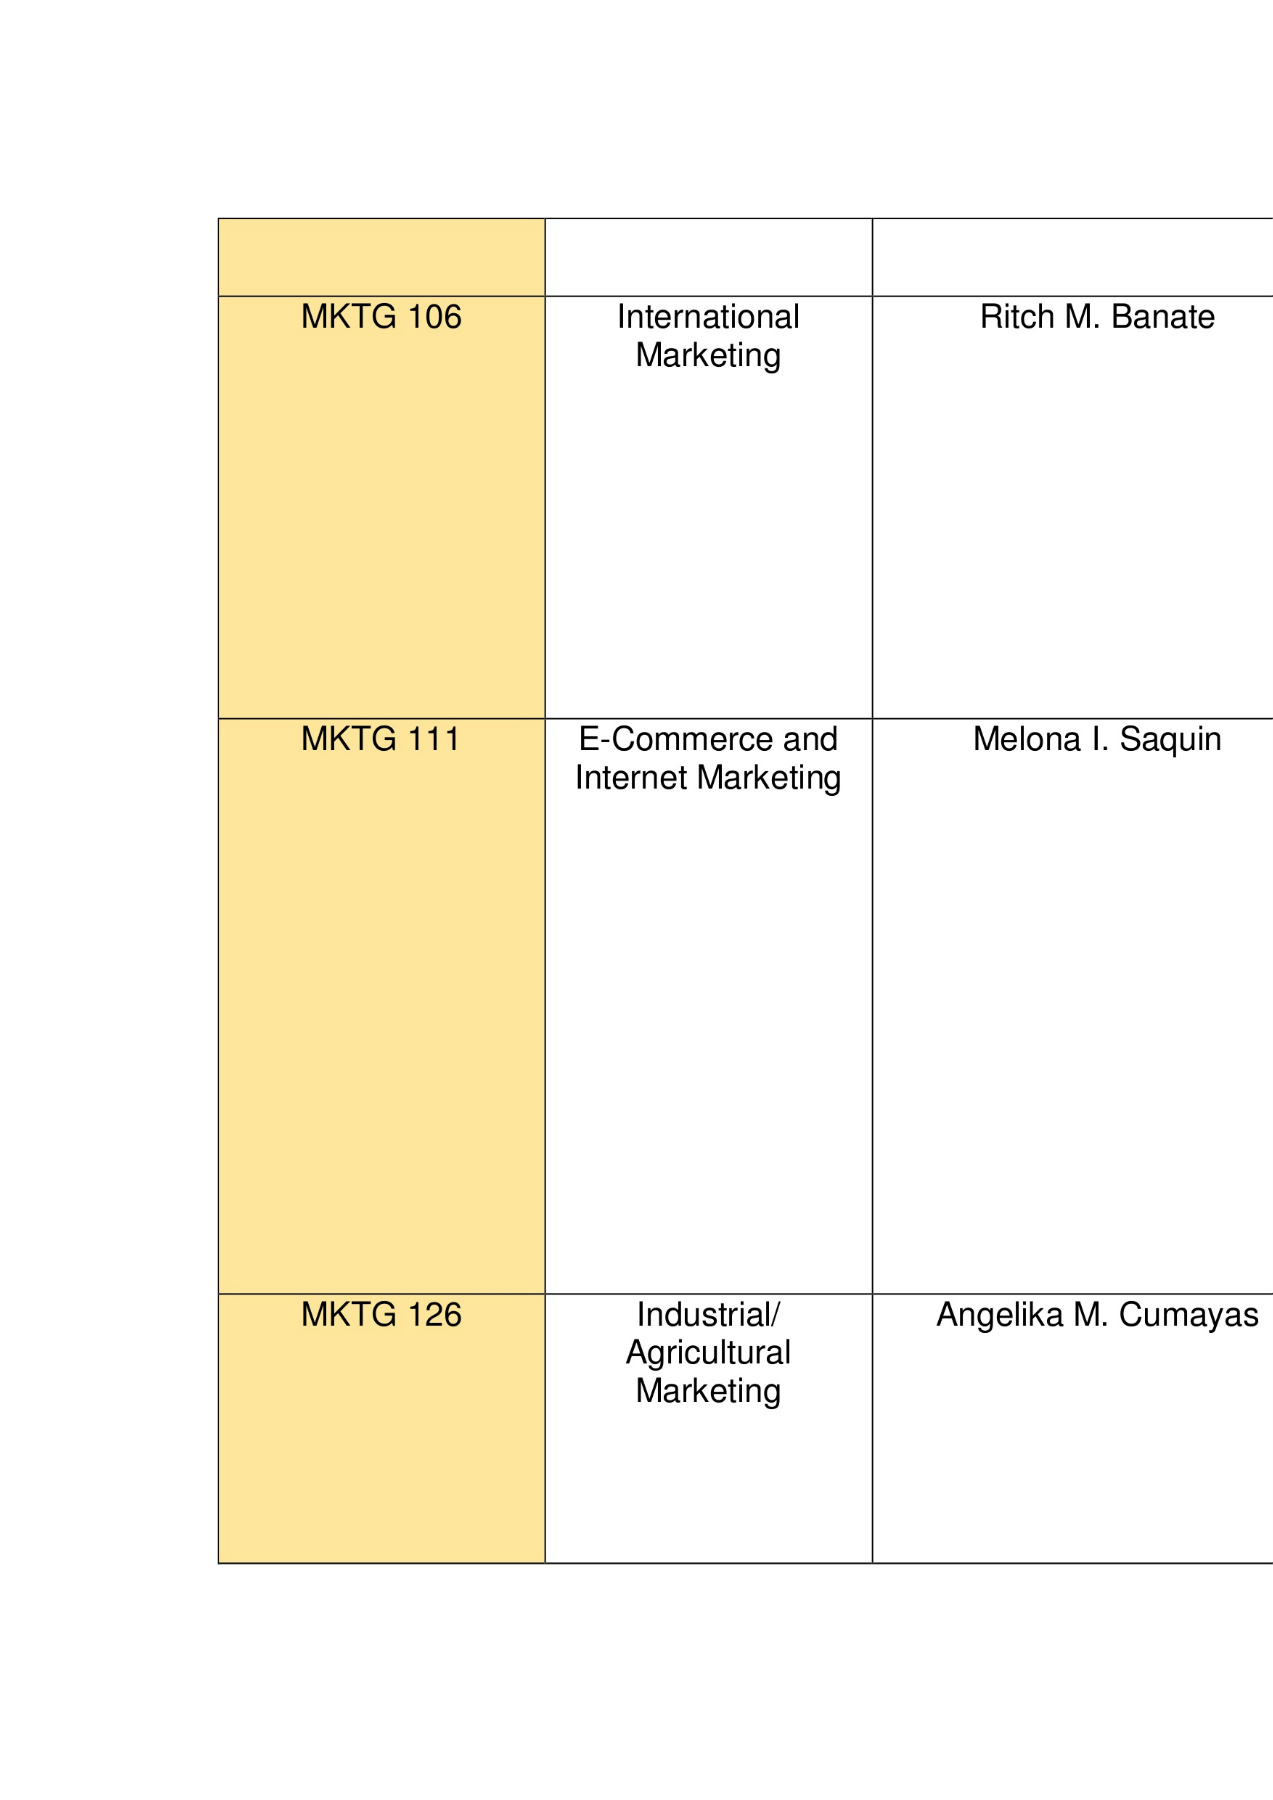 MKTG 106
International
Marketing
Ritch M. Banate
MKTG 111
E-Commerce and
Internet Marketing
Melona I. Saquin
MKTG 126
Industrial/
Agricultural
Marketing
Angelika M. Cumayas